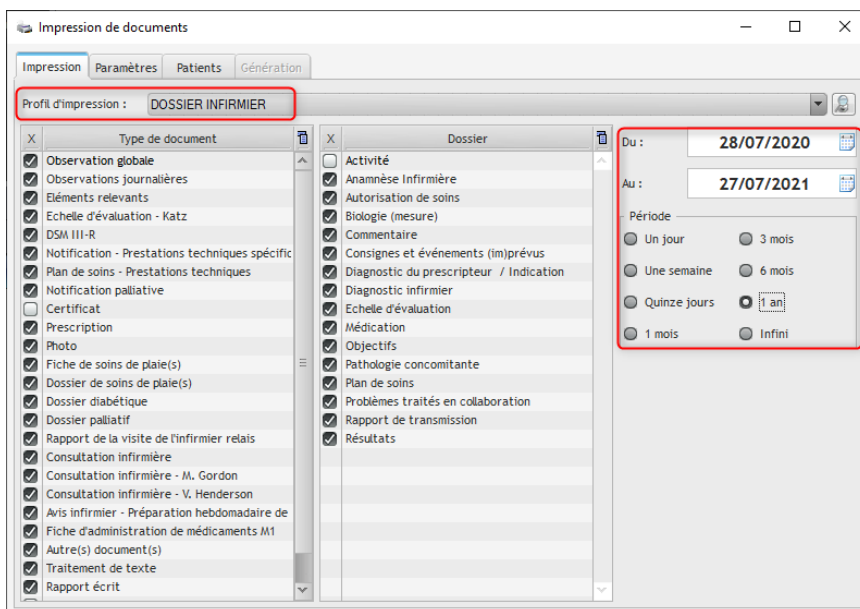 Impression de documents
Impression Paramètres Patients Génération
Profil d'impression : DOSSIER INFIRMIER
X Type de document
Observation globale
Observations journalières
Eléments relevants
Echelle d'évaluation - Katz
DSM III-R
Notification - Prestations techniques spécific
Plan de soins - Prestations techniques
Notification palliative
Certificat
Prescription
Photo
Fiche de soins de plaie(s)
Dossier de soins de plaie(s)
Dossier diabétique
Dossier palliatif
Rapport de la visite de l'infirmier relais
Consultation infirmière
Consultation infirmière - M. Gordon
Consultation infirmière - V. Henderson
Avis infirmier - Préparation hebdomadaire de
Fiche d'administration de médicaments M1
Autre(s) document(s)
Traitement de texte
Rapport écrit
X Dossier
Activité
Anamnèse Infirmière
Autorisation de soins
Biologie (mesure)
Commentaire
Consignes et événements (im)prévus
Diagnostic du prescripteur / Indication
Diagnostic infirmier
Echelle d'évaluation
Médication
Objectifs
Pathologie concomitante
Plan de soins
Problèmes traités en collaboration
Rapport de transmission
Résultats
Du : 28/07/2020
Au : 27/07/2021
Période
Un jour 3 mois
Une semaine 6 mois
Quinze jours 1 an
1 mois Infini